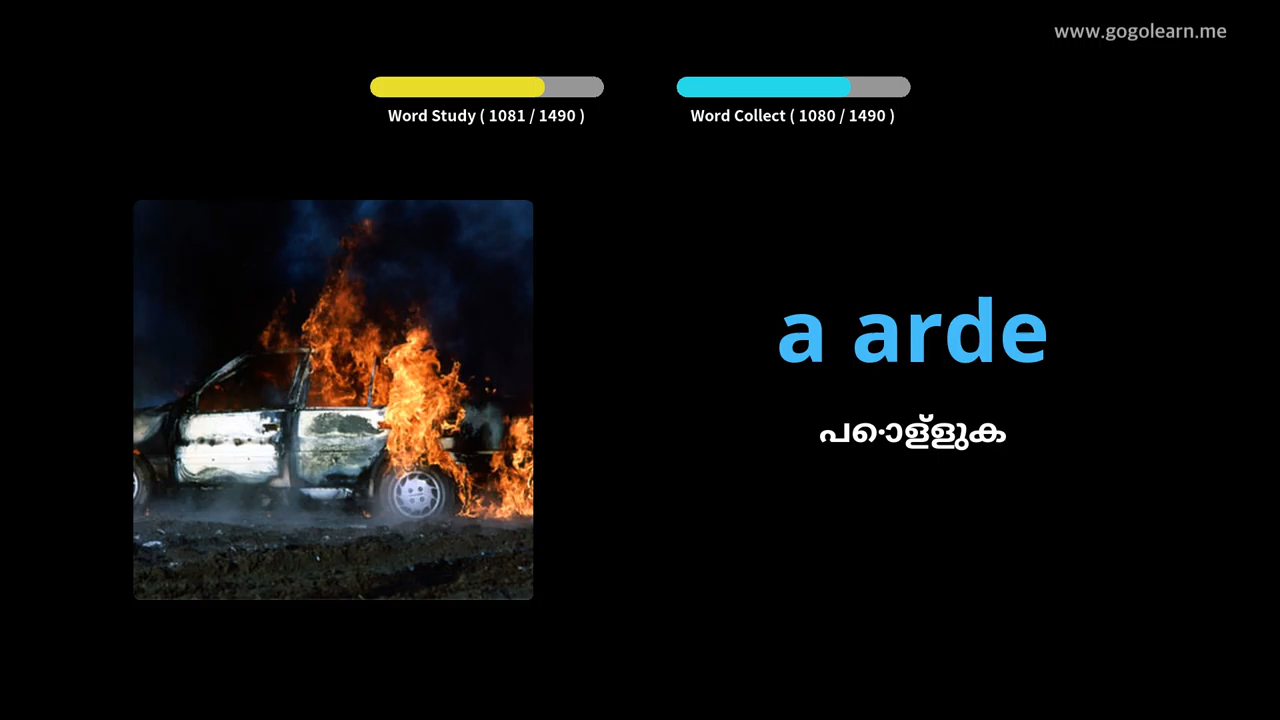 www.gogolearn.me
Word Study ( 1081 / 1490 )
Word Collect ( 1080 / 1490 )
a arde
പൊള്ളുക